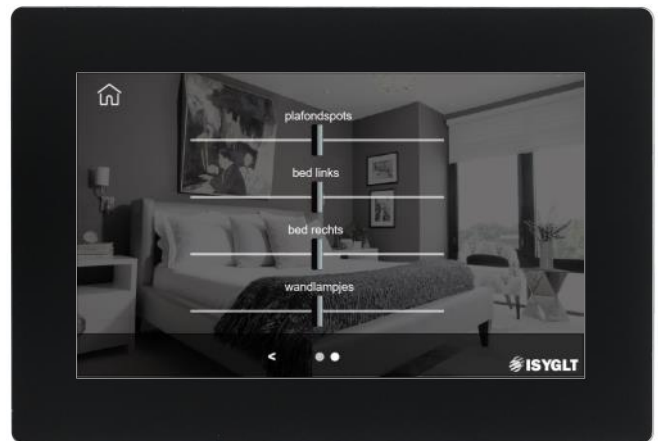 plafondspots
bed links
bed rechts
wandlampjes
<
ISYGLT